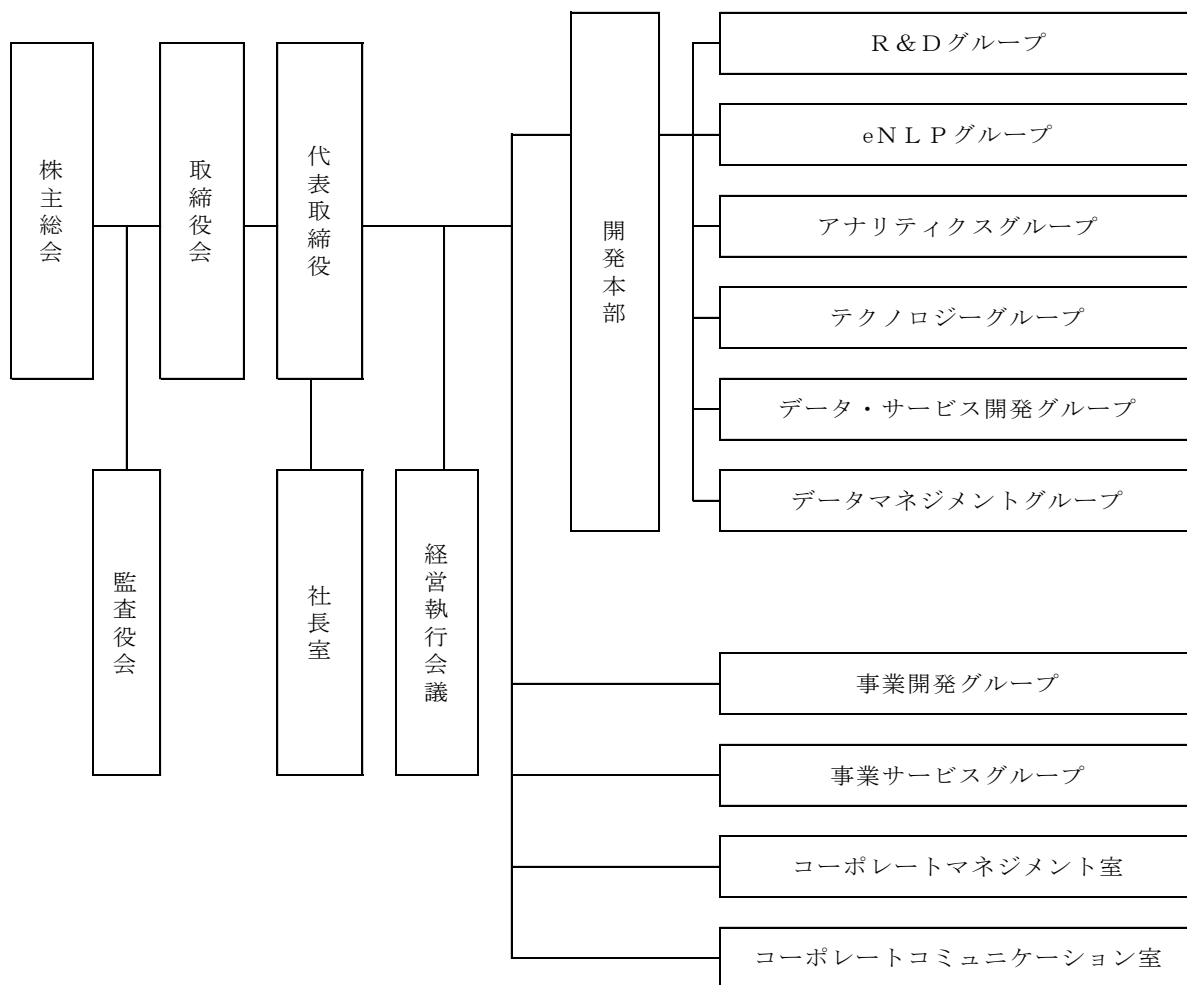 株主総会
取締役会
代表取締役
監査役会
社長室
経営執行会議
開発本部
Ｒ＆Ｄグループ
eＮＬＰグループ
アナリティクスグループ
テクノロジーグループ
データ・サービス開発グループ
データマネジメントグループ
事業開発グループ
事業サービスグループ
コーポレートマネジメント室
コーポレートコミュニケーション室